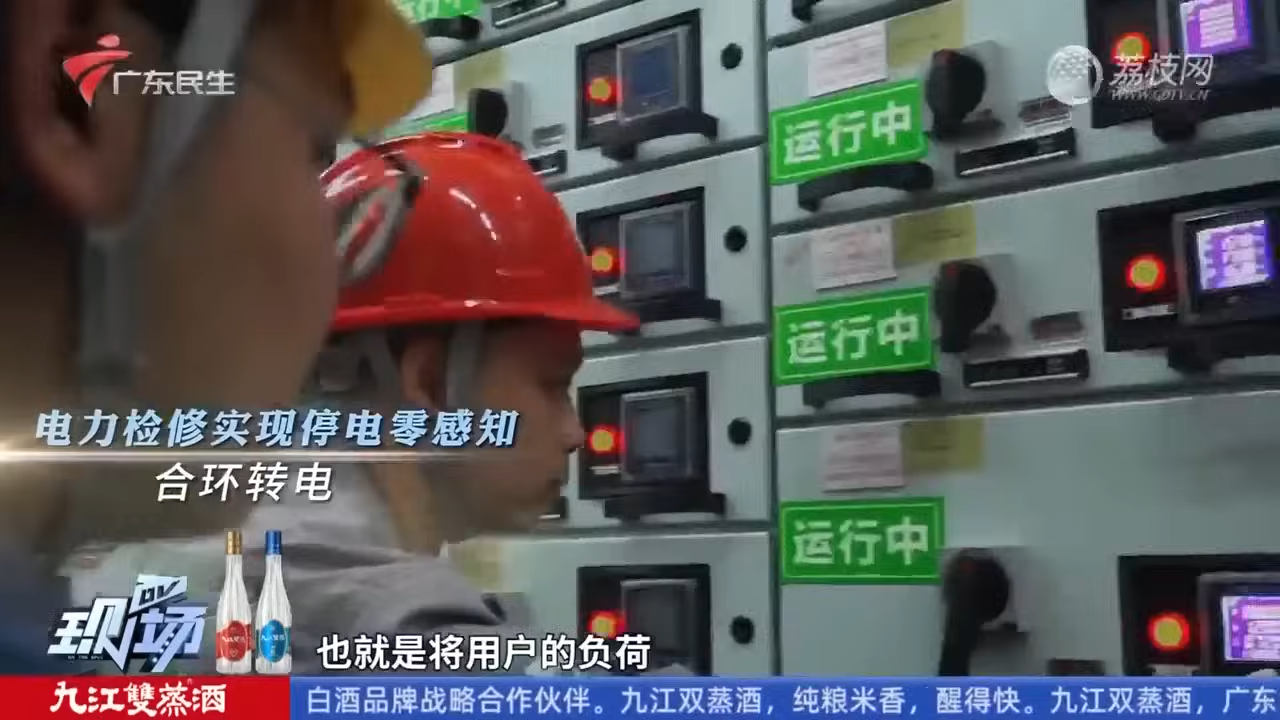 广东民生
荔枝网
WWW.GDTV.CN
运行中
运行中
运行中
电力检修实现停电零感知
合环转电
DV
现场
也就是将用户的负荷
九江雙蒸酒
白酒品牌战略合作伙伴。九江双蒸酒，纯粮米香，醒得快。九江双蒸酒，广东